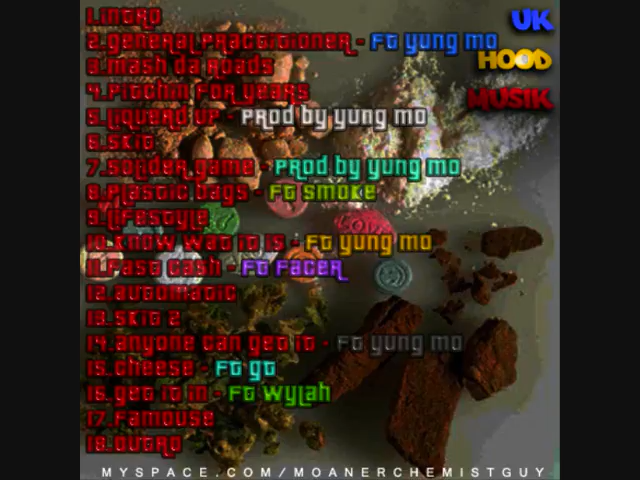 1.intro
2.general practitioner - ft yung mo
3.mash da roads
4.pitchin for years
5.liquerd up - prod by yung mo
6.skit
7.solider game - prod by yung mo
8.plastic bags - ft smoke
9.lifestyle
10.know wat it is - ft yung mo
11.fast cash - ft facer
12.automatic
13.skit 2
14.anyone can get it - ft yung mo
15.cheese - ft gt
16.get it in - ft wylah
17.famouse
18.outro
UK
HOOD
MUSIK
MYSPACE.COM/MOANERCHEMISTGUY